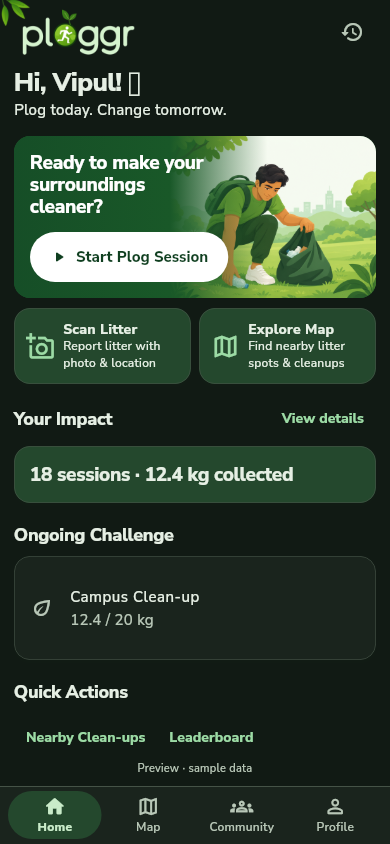 ploggr
Hi, Vipul!
Plog today. Change tomorrow.
Ready to make your
surroundings
cleaner?
Start Plog Session
Scan Litter
Report litter with
photo & location
Explore Map
Find nearby litter
spots & cleanups
Your Impact
View details
18 sessions · 12.4 kg collected
Ongoing Challenge
Campus Clean-up
12.4 / 20 kg
Quick Actions
Nearby Clean-ups
Leaderboard
Preview · sample data
Home
Map
Community
Profile